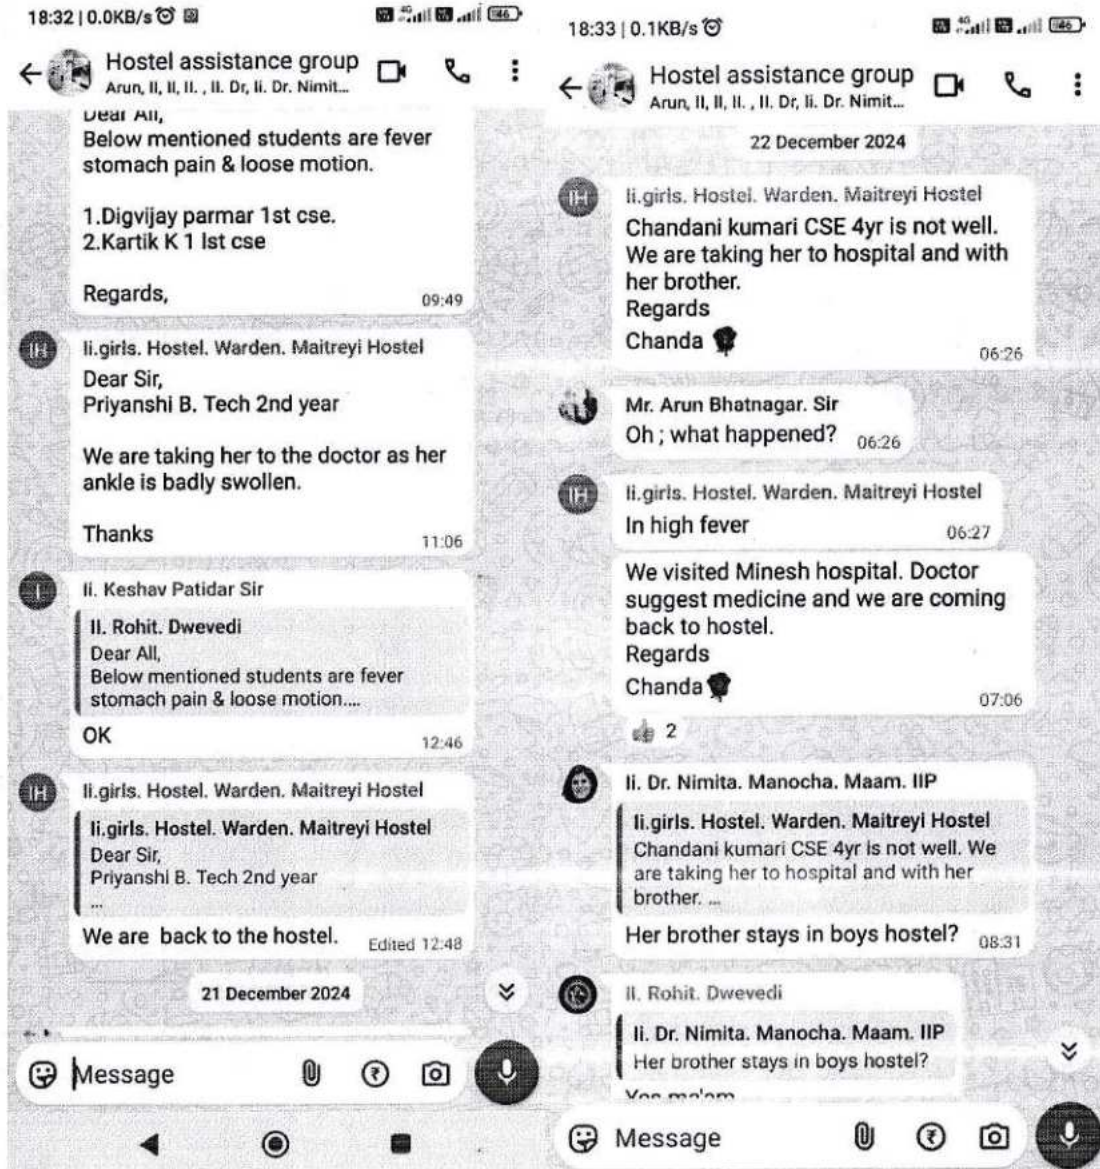 18:32 | 0.0KB/s
4G
46
Hostel assistance group
Arun, II, II, II. , II. Dr, Ii. Dr. Nimit...
Dear All,
Below mentioned students are fever
stomach pain & loose motion.
1.Digvijay parmar 1st cse.
2.Kartik K 1 Ist cse
Regards,
09:49
IH
Ii.girls. Hostel. Warden. Maitreyi Hostel
Dear Sir,
Priyanshi B. Tech 2nd year
We are taking her to the doctor as her
ankle is badly swollen.
Thanks
11:06
I
Ii. Keshav Patidar Sir
II. Rohit. Dwevedi
Dear All,
Below mentioned students are fever
stomach pain & loose motion....
OK
12:46
IH
Ii.girls. Hostel. Warden. Maitreyi Hostel
Ii.girls. Hostel. Warden. Maitreyi Hostel
Dear Sir,
Priyanshi B. Tech 2nd year
...
We are back to the hostel. Edited 12:48
21 December 2024
Message
₹
18:33 | 0.1KB/s
4G
46
Hostel assistance group
Arun, II, II, II. , II. Dr, Ii. Dr. Nimit...
22 December 2024
IH
Ii.girls. Hostel. Warden. Maitreyi Hostel
Chandani kumari CSE 4yr is not well.
We are taking her to hospital and with
her brother.
Regards
Chanda
06:26
Mr. Arun Bhatnagar. Sir
Oh ; what happened? 06:26
IH
Ii.girls. Hostel. Warden. Maitreyi Hostel
In high fever 06:27
We visited Minesh hospital. Doctor
suggest medicine and we are coming
back to hostel.
Regards
Chanda
07:06
2
Ii. Dr. Nimita. Manocha. Maam. IIP
Ii.girls. Hostel. Warden. Maitreyi Hostel
Chandani kumari CSE 4yr is not well. We
are taking her to hospital and with her
brother. ...
Her brother stays in boys hostel? 08:31
II. Rohit. Dwevedi
Ii. Dr. Nimita. Manocha. Maam. IIP
Her brother stays in boys hostel?
Yes ma'am
Message
₹